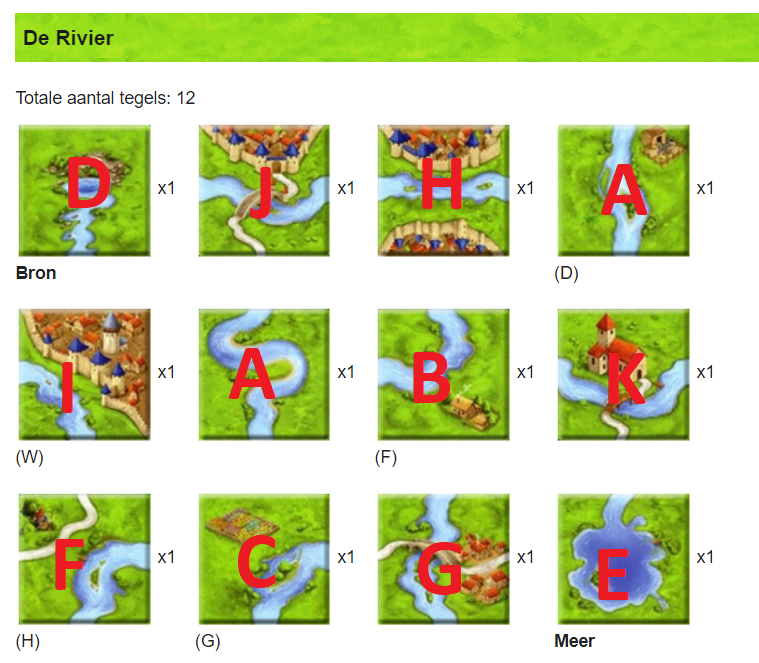 De Rivier
Totale aantal tegels: 12
D x1 J x1 H x1 A x1
Bron (D)
I x1 A x1 B x1 K x1
(W) (F)
F x1 C x1 G x1 E x1
(H) (G) Meer